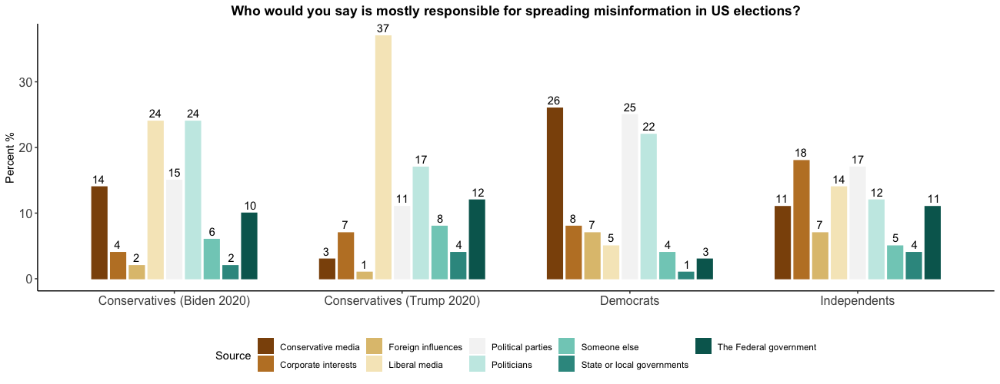 Who would you say is mostly responsible for spreading misinformation in US elections?
Percent %
30
20
10
0
14 4 2 24 15 24 6 2 10
3 7 1 37 11 17 8 4 12
26 8 7 5 25 22 4 1 3
11 18 7 14 17 12 5 4 11
Conservatives (Biden 2020) Conservatives (Trump 2020) Democrats Independents
Source
Conservative media Foreign influences Political parties Someone else The Federal government
Corporate interests Liberal media Politicians State or local governments